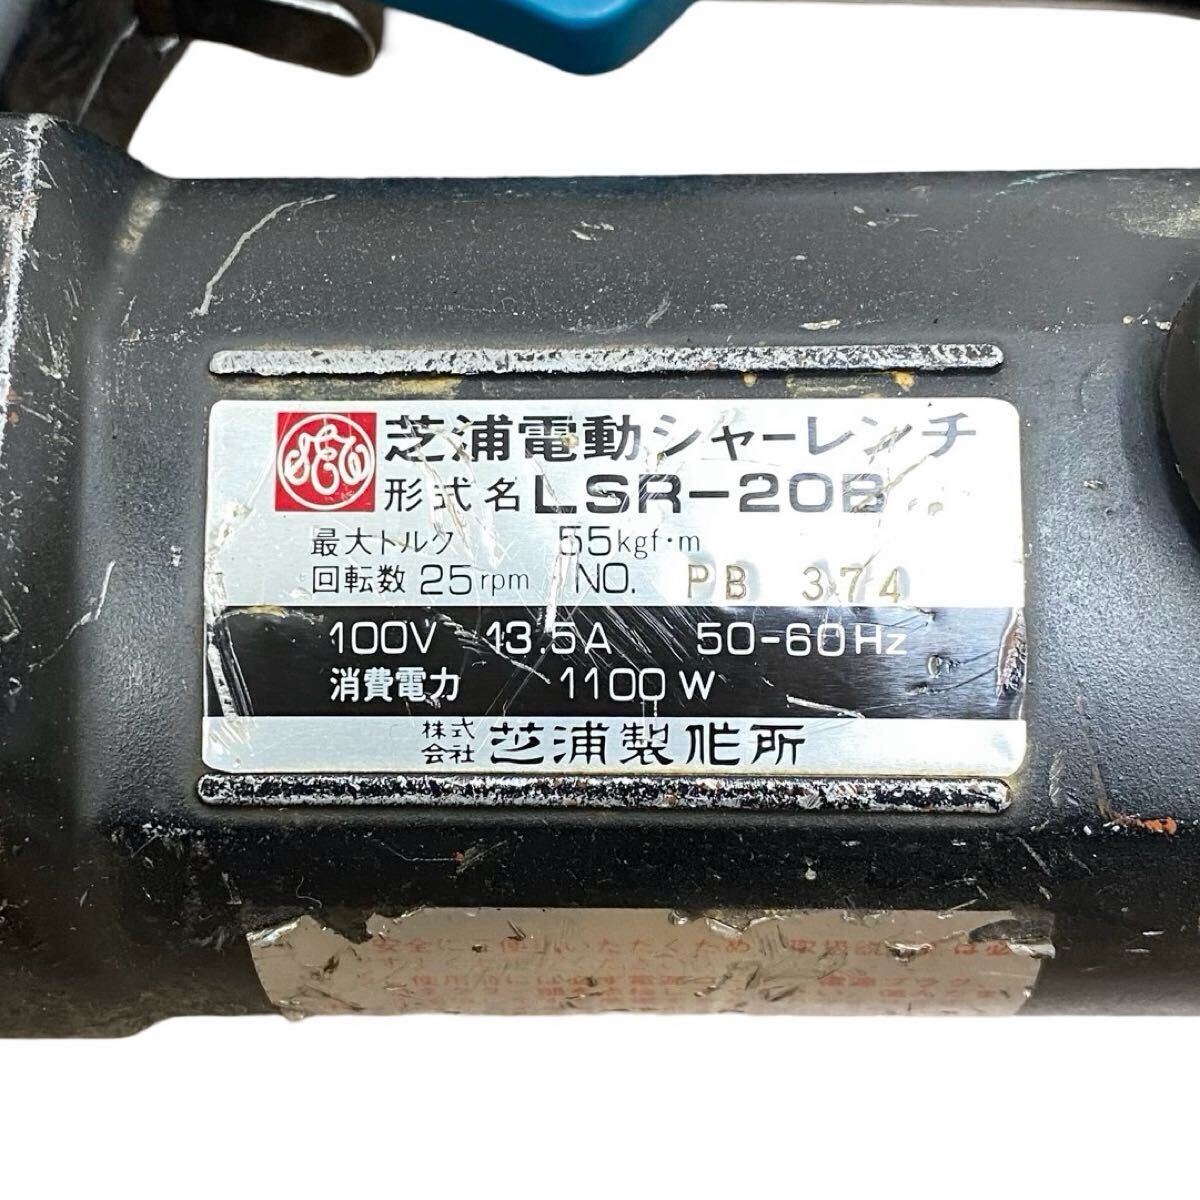 芝浦電動シャーレンチ
形式名 LSR-20B
最大トルク 55kgf·m
回転数 25rpm NO. PB 374
100V 13.5A 50-60Hz
消費電力 1100W
株式会社 芝浦製作所